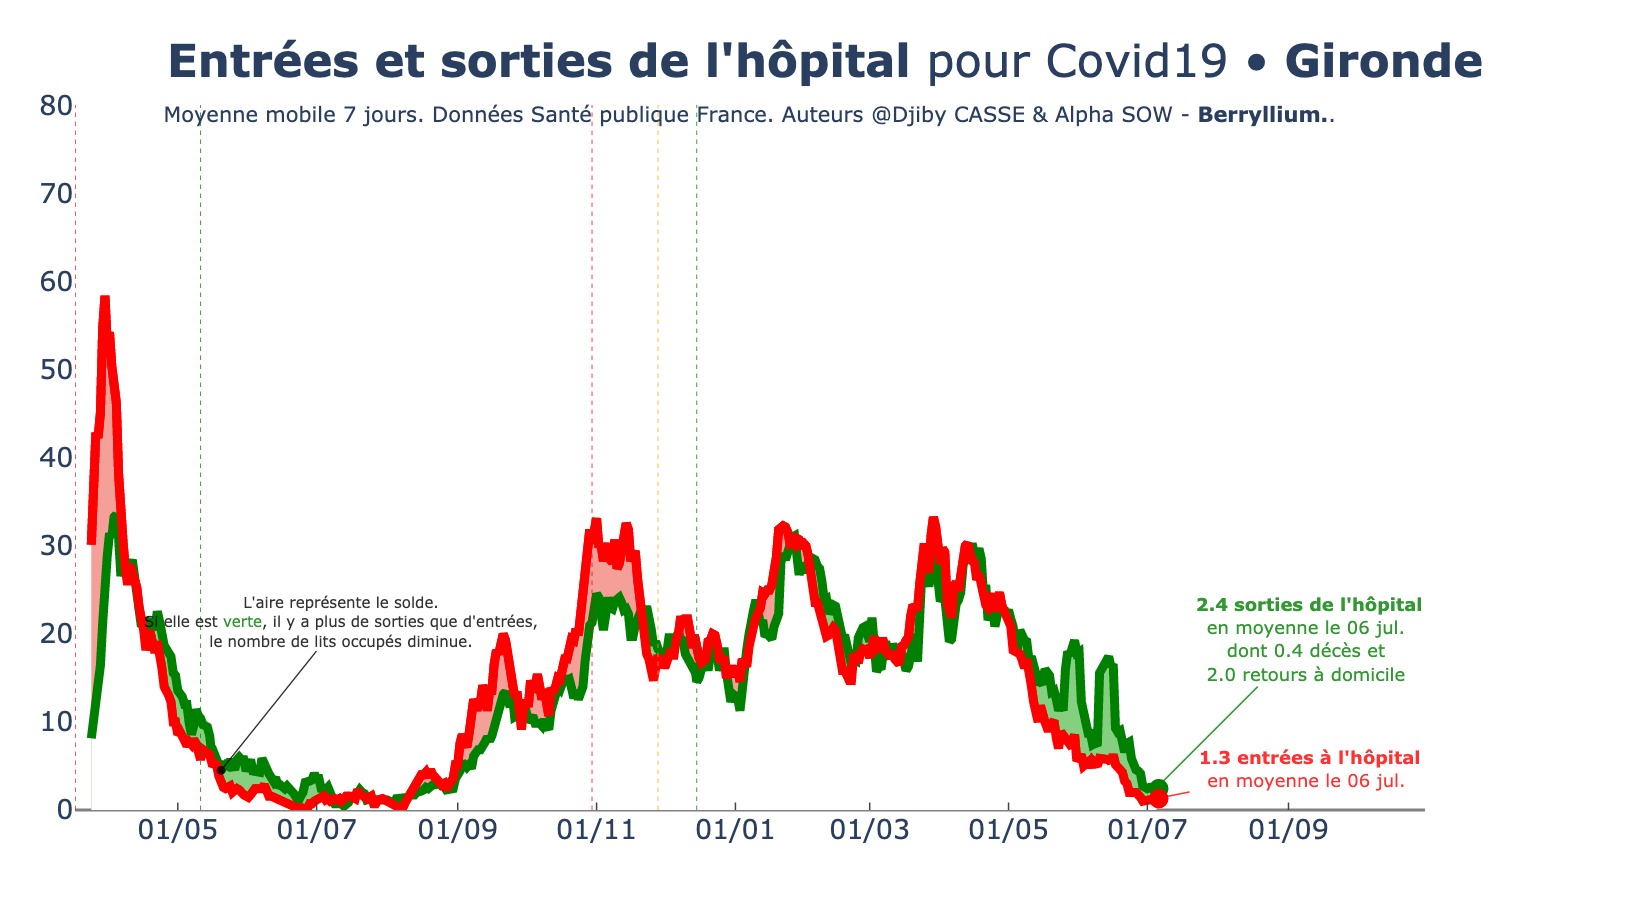 Entrées et sorties de l'hôpital pour Covid19 • Gironde
Moyenne mobile 7 jours. Données Santé publique France. Auteurs @Djiby CASSE & Alpha SOW - Berryllium..
80
70
60
50
40
30
20
10
0
L'aire représente le solde.
Si elle est verte, il y a plus de sorties que d'entrées,
le nombre de lits occupés diminue.
2.4 sorties de l'hôpital
en moyenne le 06 jul.
dont 0.4 décès et
2.0 retours à domicile
1.3 entrées à l'hôpital
en moyenne le 06 jul.
01/05 01/07 01/09 01/11 01/01 01/03 01/05 01/07 01/09